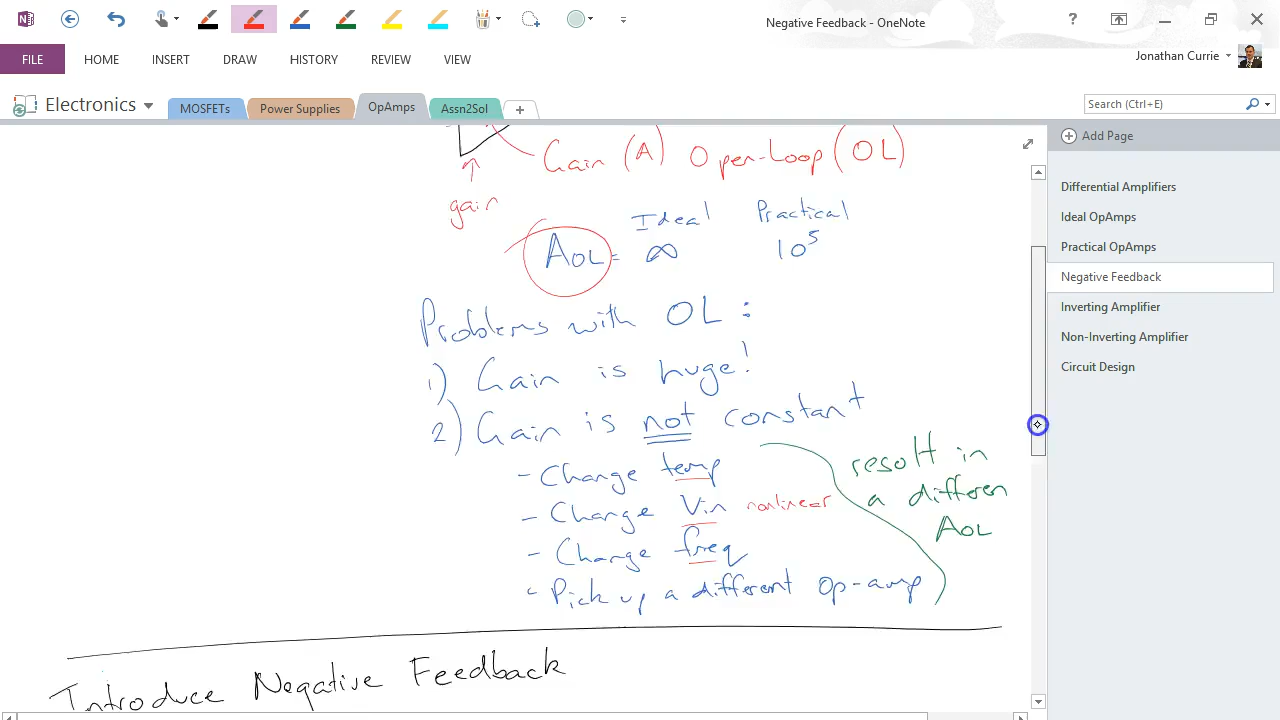 Negative Feedback - OneNote
?
FILE HOME INSERT DRAW HISTORY REVIEW VIEW
Jonathan Currie
Electronics MOSFETs Power Supplies OpAmps Assn2Sol
Search (Ctrl+E)
Add Page
Differential Amplifiers
Ideal OpAmps
Practical OpAmps
Negative Feedback
Inverting Amplifier
Non-Inverting Amplifier
Circuit Design
Gain (A) Open-Loop (OL)
gain
Ideal Practical
AOL = ∞ 10⁵
Problems with OL:
1) Gain is huge!
2) Gain is not constant
- Change temp
- Change Vin nonlinear
- Change freq
- Pick up a different Op-amp
result in
a differen
AOL
Introduce Negative Feedback